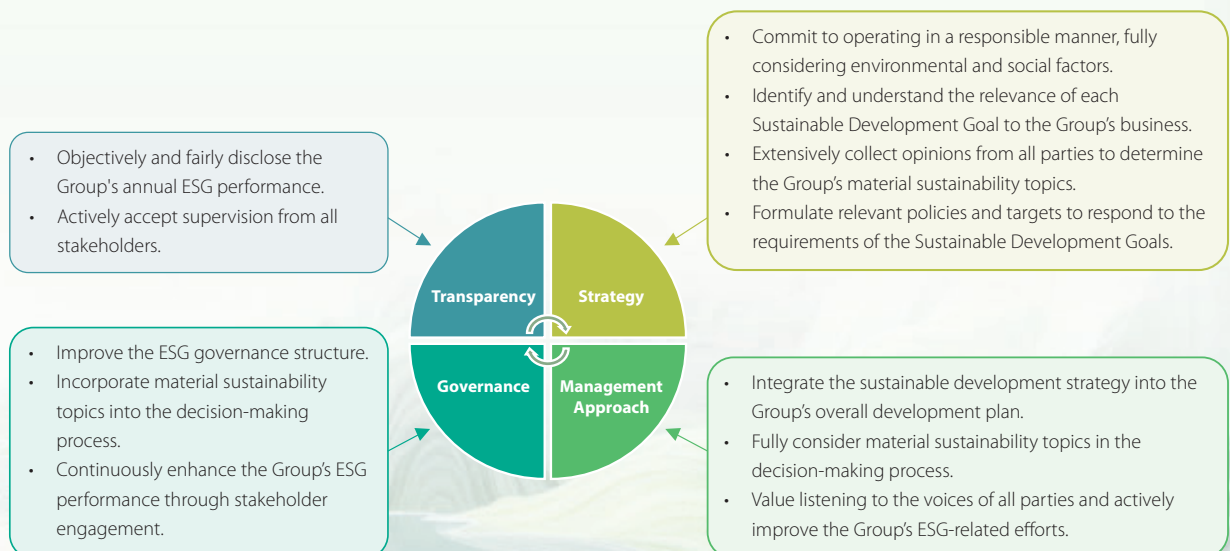 • Objectively and fairly disclose the
Group's annual ESG performance.
• Actively accept supervision from all
stakeholders.
• Commit to operating in a responsible manner, fully
considering environmental and social factors.
• Identify and understand the relevance of each
Sustainable Development Goal to the Group’s business.
• Extensively collect opinions from all parties to determine
the Group’s material sustainability topics.
• Formulate relevant policies and targets to respond to the
requirements of the Sustainable Development Goals.
Transparency
Strategy
Governance
Management
Approach
• Improve the ESG governance structure.
• Incorporate material sustainability
topics into the decision-making
process.
• Continuously enhance the Group’s ESG
performance through stakeholder
engagement.
• Integrate the sustainable development strategy into the
Group’s overall development plan.
• Fully consider material sustainability topics in the
decision-making process.
• Value listening to the voices of all parties and actively
improve the Group’s ESG-related efforts.